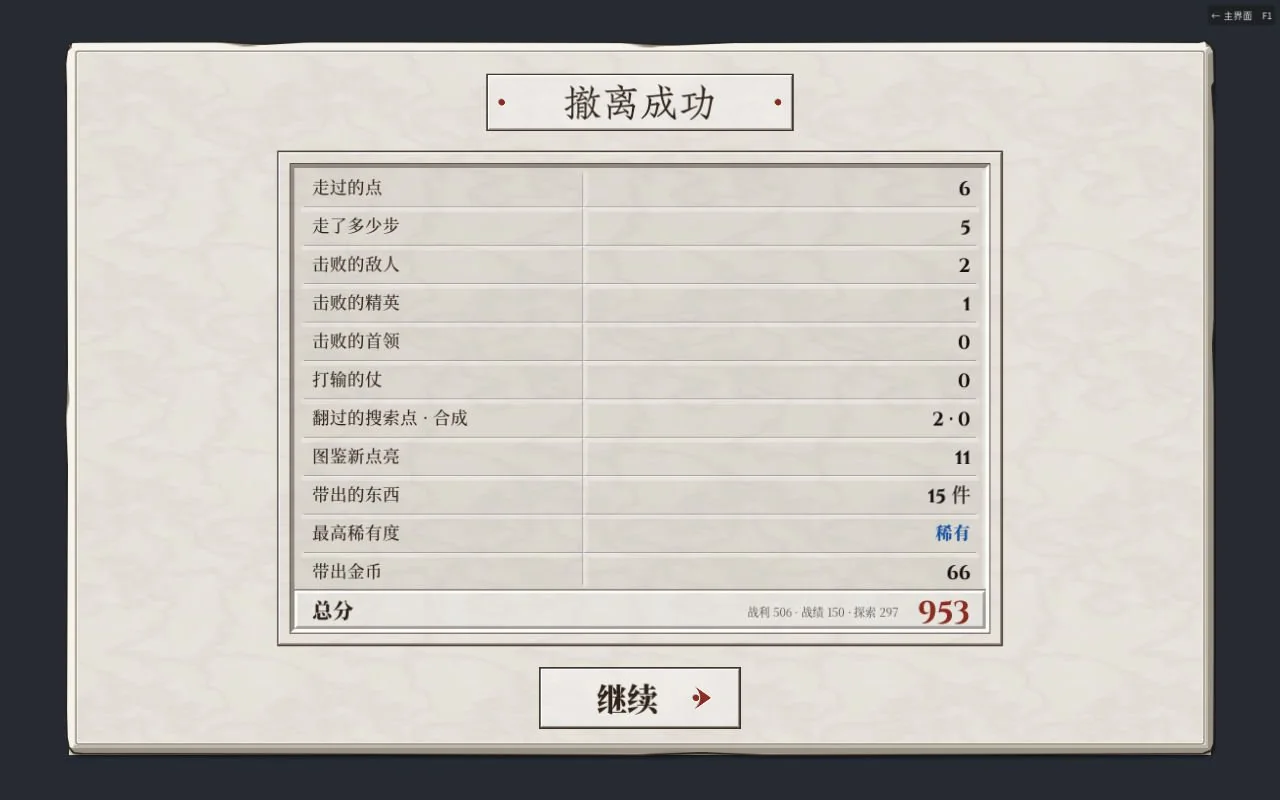 ← 主界面 F1
撤离成功
走过的点 6
走了多少步 5
击败的敌人 2
击败的精英 1
击败的首领 0
打输的仗 0
翻过的搜索点 · 合成 2 · 0
图鉴新点亮 11
带出的东西 15 件
最高稀有度 稀有
带出金币 66
总分 战利 506 · 战绩 150 · 探索 297 953
继续